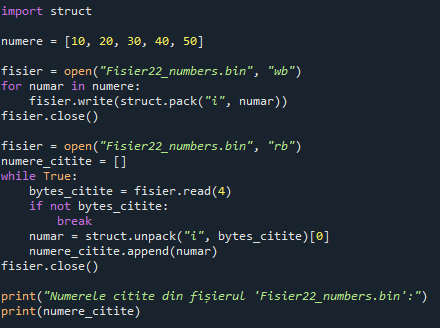 import struct
numere = [10, 20, 30, 40, 50]
fisier = open("Fisier22_numbers.bin", "wb")
for numar in numere:
    fisier.write(struct.pack("i", numar))
fisier.close()
fisier = open("Fisier22_numbers.bin", "rb")
numere_citite = []
while True:
    bytes_citite = fisier.read(4)
    if not bytes_citite:
        break
    numar = struct.unpack("i", bytes_citite)[0]
    numere_citite.append(numar)
fisier.close()
print("Numerele citite din fișierul 'Fisier22_numbers.bin':")
print(numere_citite)